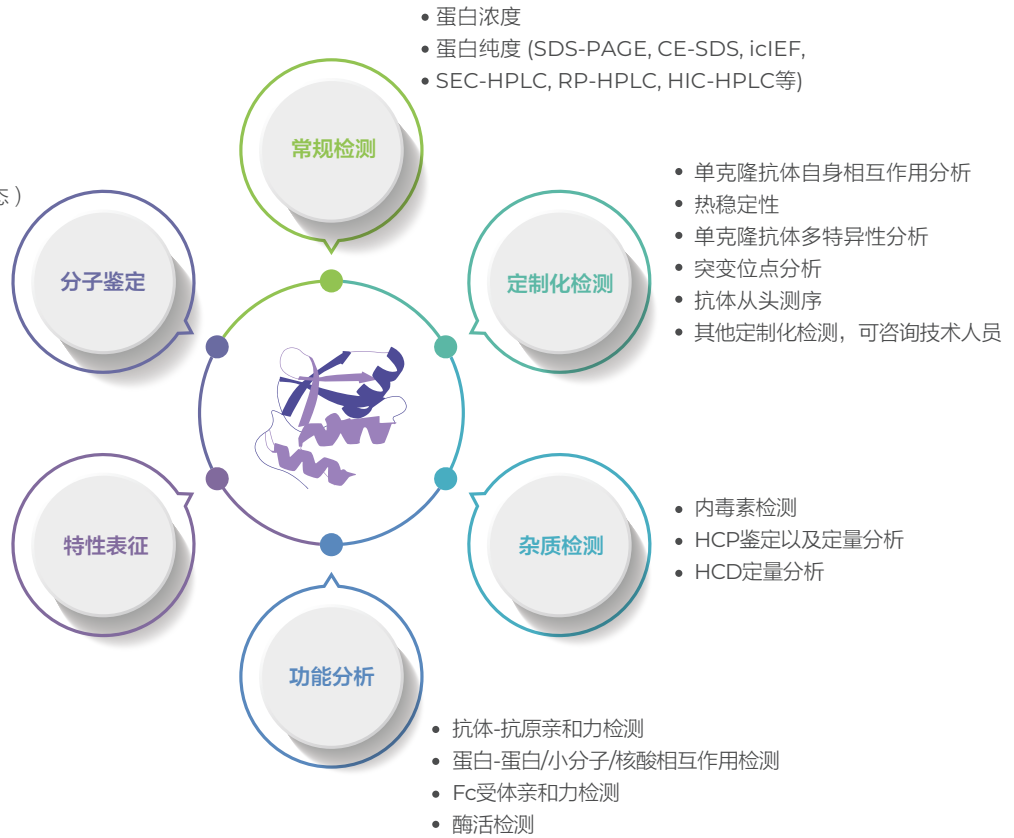 蛋白浓度
蛋白纯度 (SDS-PAGE, CE-SDS, icIEF,
SEC-HPLC, RP-HPLC, HIC-HPLC等)
常规检测
态）
分子鉴定
定制化检测
单克隆抗体自身相互作用分析
热稳定性
单克隆抗体多特异性分析
突变位点分析
抗体从头测序
其他定制化检测，可咨询技术人员
特性表征
杂质检测
内毒素检测
HCP鉴定以及定量分析
HCD定量分析
功能分析
抗体-抗原亲和力检测
蛋白-蛋白/小分子/核酸相互作用检测
Fc受体亲和力检测
酶活检测